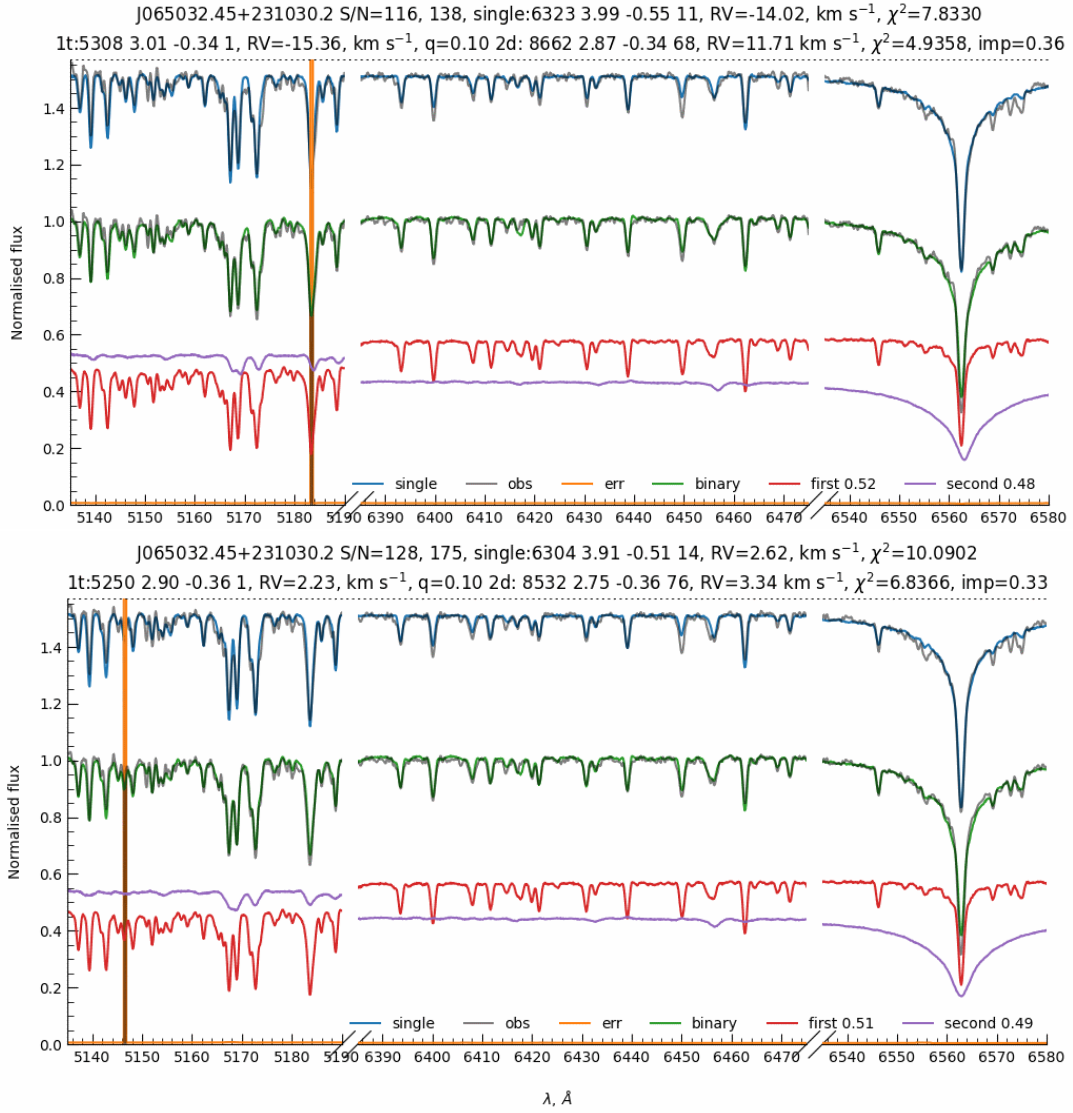 J065032.45+231030.2 S/N=116, 138, single:6323 3.99 -0.55 11, RV=-14.02, km s⁻¹, χ²=7.8330
1t:5308 3.01 -0.34 1, RV=-15.36, km s⁻¹, q=0.10 2d: 8662 2.87 -0.34 68, RV=11.71 km s⁻¹, χ²=4.9358, imp=0.36
Normalised flux
1.4
1.2
1.0
0.8
0.6
0.4
0.2
0.0
single obs err binary first 0.52 second 0.48
5140 5150 5160 5170 5180 5190 6390 6400 6410 6420 6430 6440 6450 6460 6470 6540 6550 6560 6570 6580
J065032.45+231030.2 S/N=128, 175, single:6304 3.91 -0.51 14, RV=2.62, km s⁻¹, χ²=10.0902
1t:5250 2.90 -0.36 1, RV=2.23, km s⁻¹, q=0.10 2d: 8532 2.75 -0.36 76, RV=3.34 km s⁻¹, χ²=6.8366, imp=0.33
Normalised flux
1.4
1.2
1.0
0.8
0.6
0.4
0.2
0.0
single obs err binary first 0.51 second 0.49
5140 5150 5160 5170 5180 5190 6390 6400 6410 6420 6430 6440 6450 6460 6470 6540 6550 6560 6570 6580
λ, Å